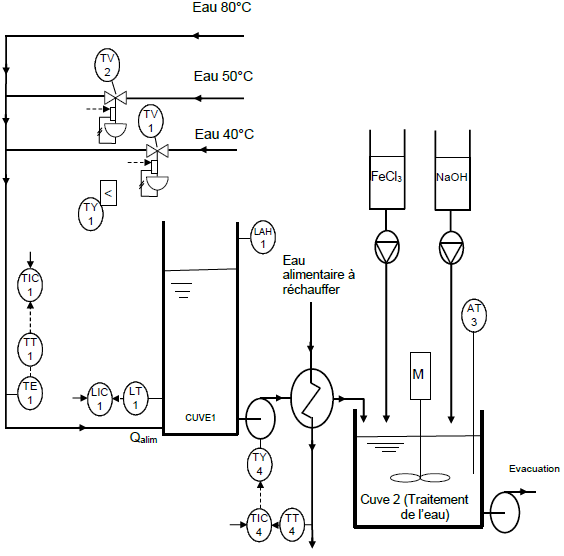 Eau 80°C
TV
2
Eau 50°C
TV
1
Eau 40°C
<
TY
1
FeCl3
NaOH
LAH
1
Eau
alimentaire à
réchauffer
TIC
1
AT
3
TT
1
M
TE
1
LIC
1
LT
1
CUVE1
Qalim
TY
4
Evacuation
Cuve 2 (Traitement
de l'eau)
TIC
4
TT
4